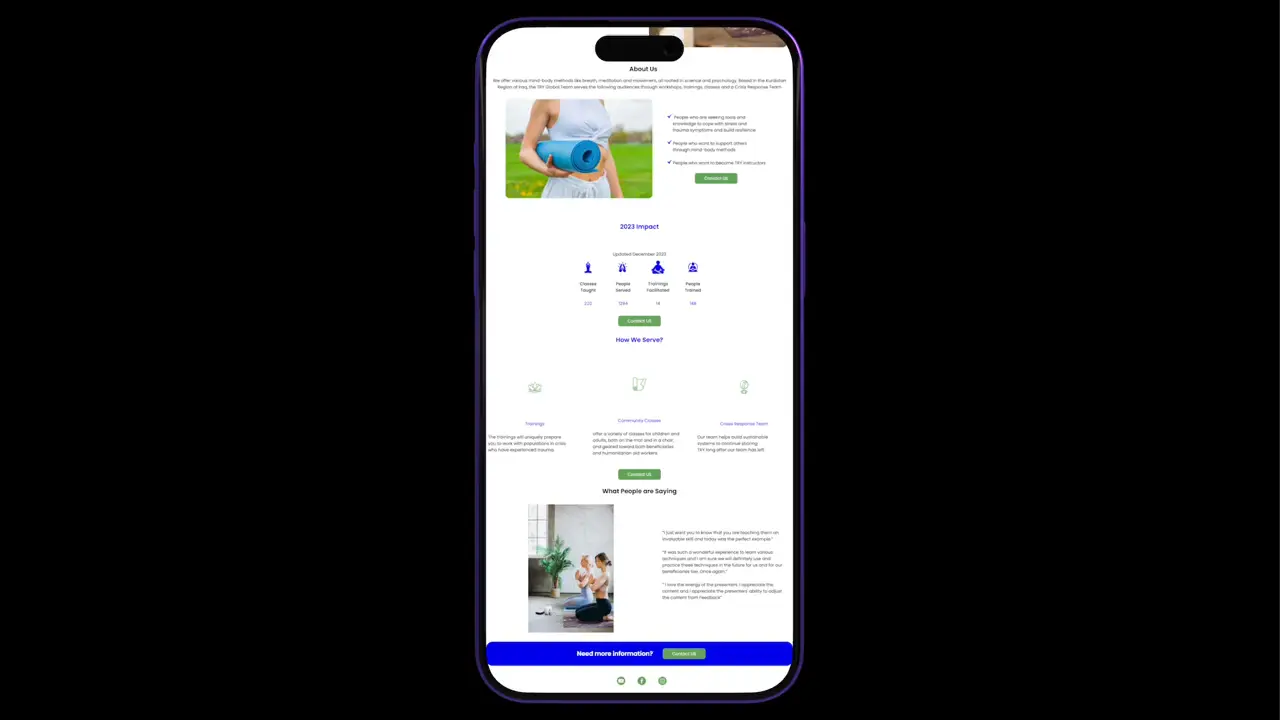 About Us
We offer various mind-body methods like breath, meditation and movement, all rooted in science and psychology. Based in the Kurdistan
Region of Iraq, the TRY Global Team serves the following audiences through workshops, trainings, classes and a Crisis Response Team
People who are seeking tools and
knowledge to cope with stress and
trauma symptoms and build resilience
People who want to support others
through mind-body methods
People who want to become TRY instructors
Contact Us
2023 Impact
Updated December 2023
Classes
Taught
People
Served
Trainings
Facilitated
People
Trained
Contact US
How We Serve?
Trainings
The trainings will uniquely prepare
you to work with populations in crisis
who have experienced trauma.
Community Classes
offer a variety of classes for children and
adults, both on the mat and in a chair,
and geared toward both beneficiaries
and humanitarian aid workers.
Crisis Response Team
Our team helps build sustainable
systems to continue sharing
TRY long after our team has left.
Contact US
What People are Saying
"I just want you to know that you are teaching them an
invaluable skill and today was the perfect example."
"It was such a wonderful experience to learn various
techniques and I am sure we will definitely use and
practice these techniques in the future for us and for our
beneficiaries too, once again."
" I love the energy of the presenters. I appreciate the
content and I appreciate the presenters' ability to adjust
the content from Feedback"
Need more information?
Contact US